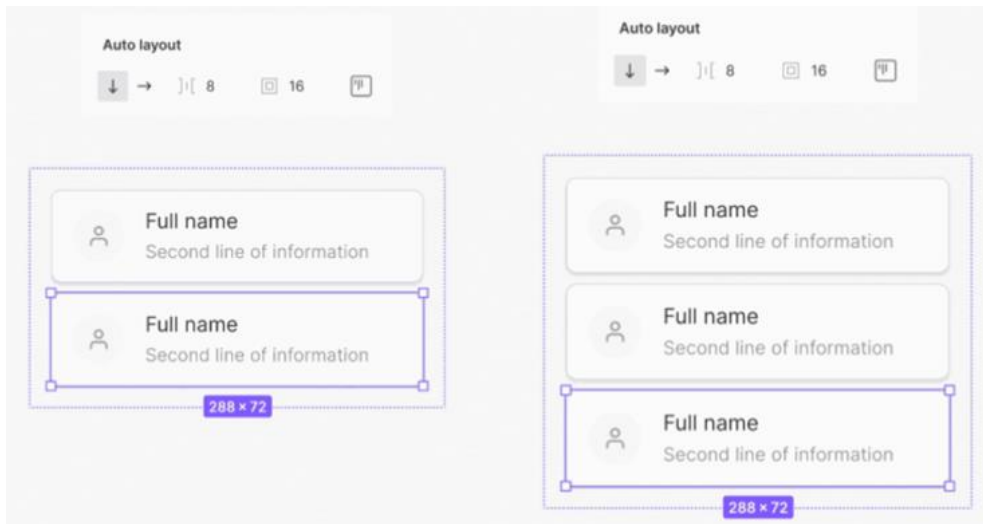 Auto layout
8 16
Full name
Second line of information
Full name
Second line of information
288 × 72
Auto layout
8 16
Full name
Second line of information
Full name
Second line of information
Full name
Second line of information
288 × 72